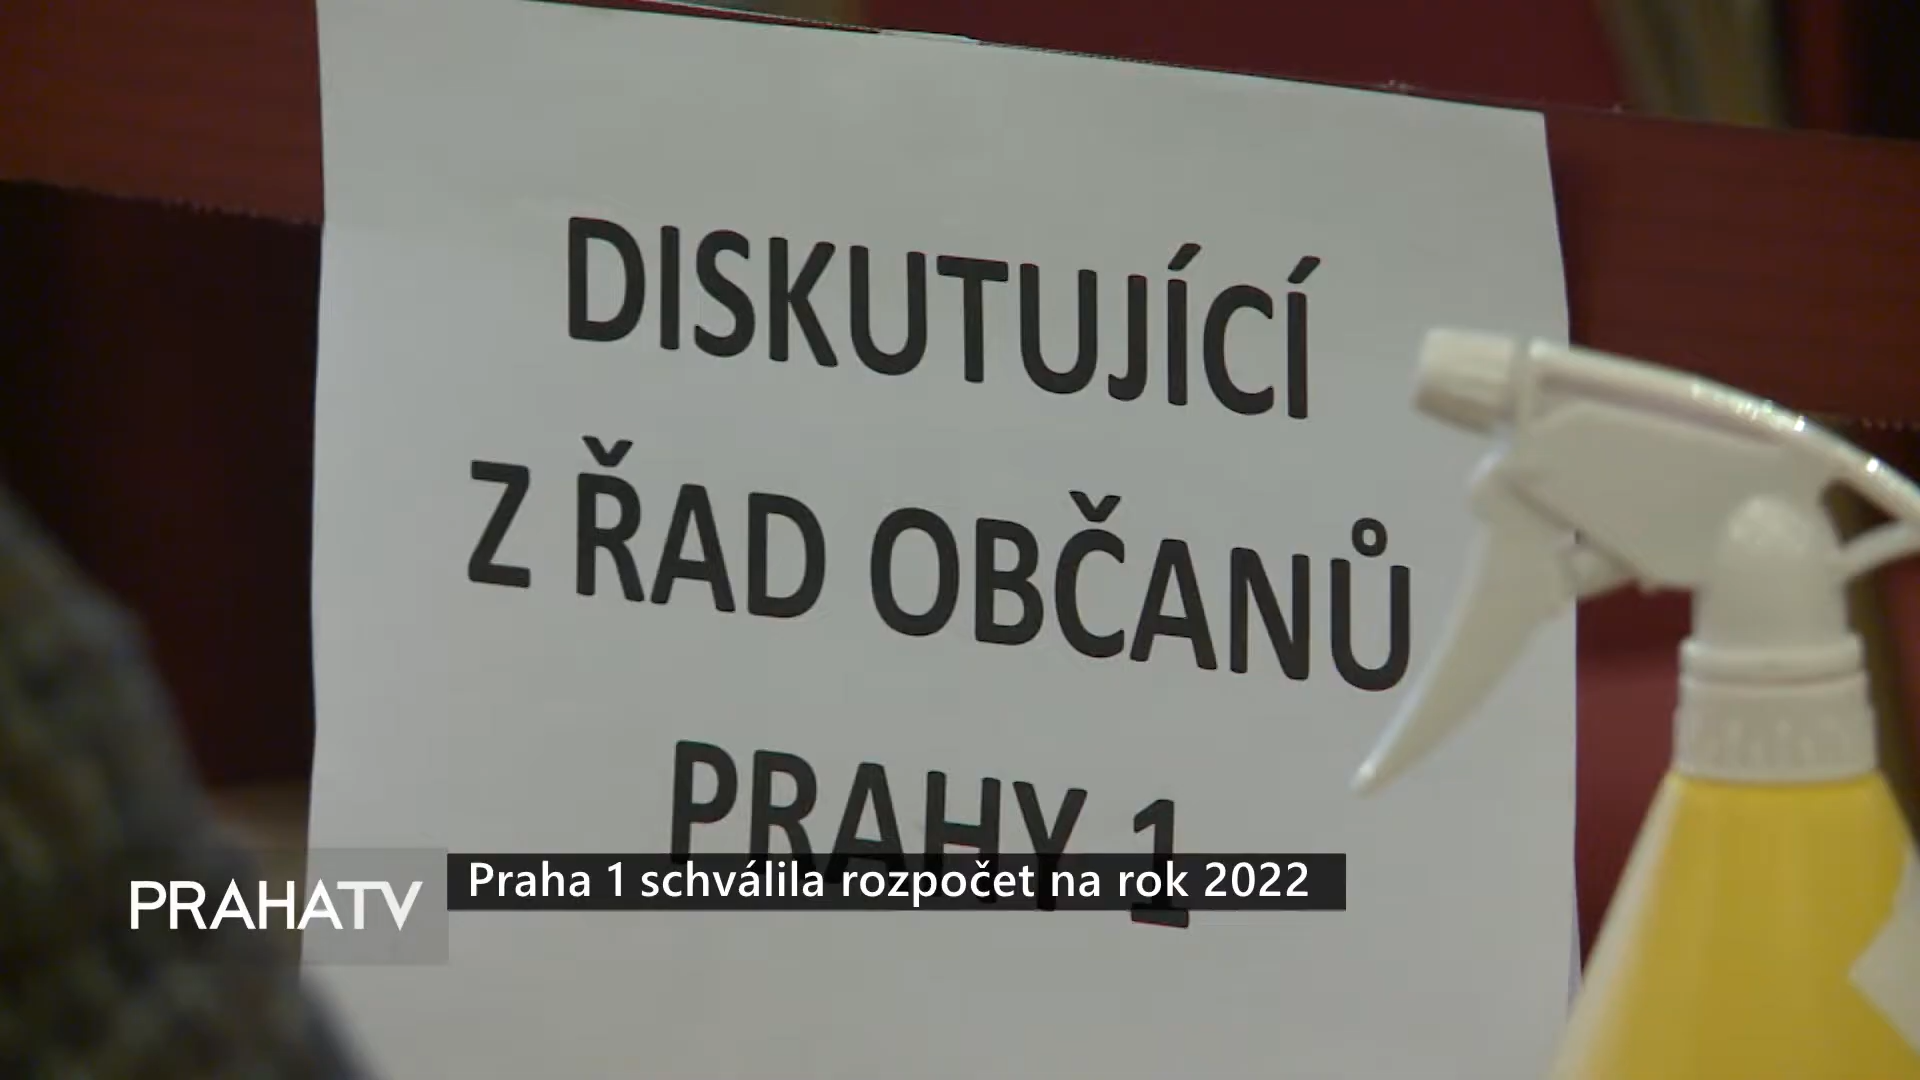 DISKUTUJÍCÍ
Z ŘAD OBČANŮ
PRAHY 1
PRAHATV
Praha 1 schválila rozpočet na rok 2022